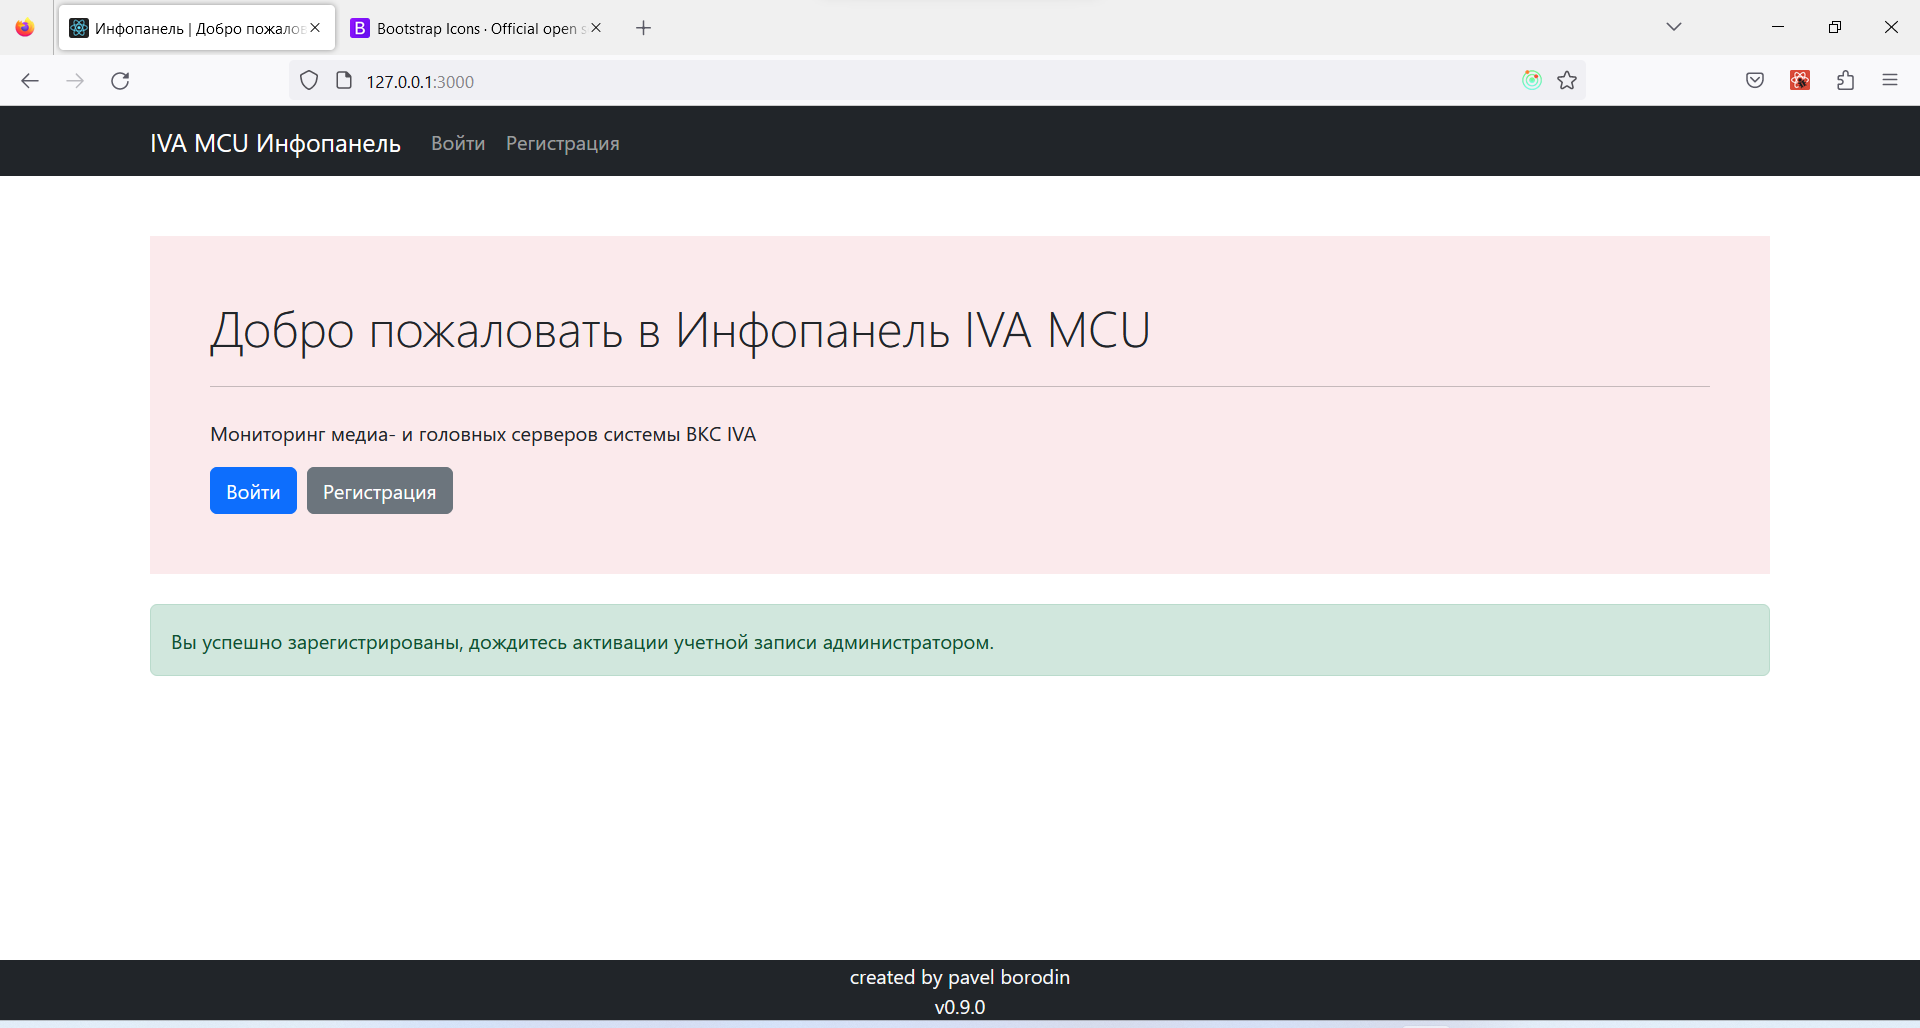 Инфопанель | Добро пожалов
Bootstrap Icons · Official open s
127.0.0.1:3000
IVA MCU Инфопанель
Войти
Регистрация
Добро пожаловать в Инфопанель IVA MCU
Мониторинг медиа- и головных серверов системы ВКС IVA
Войти
Регистрация
Вы успешно зарегистрированы, дождитесь активации учетной записи администратором.
created by pavel borodin
v0.9.0